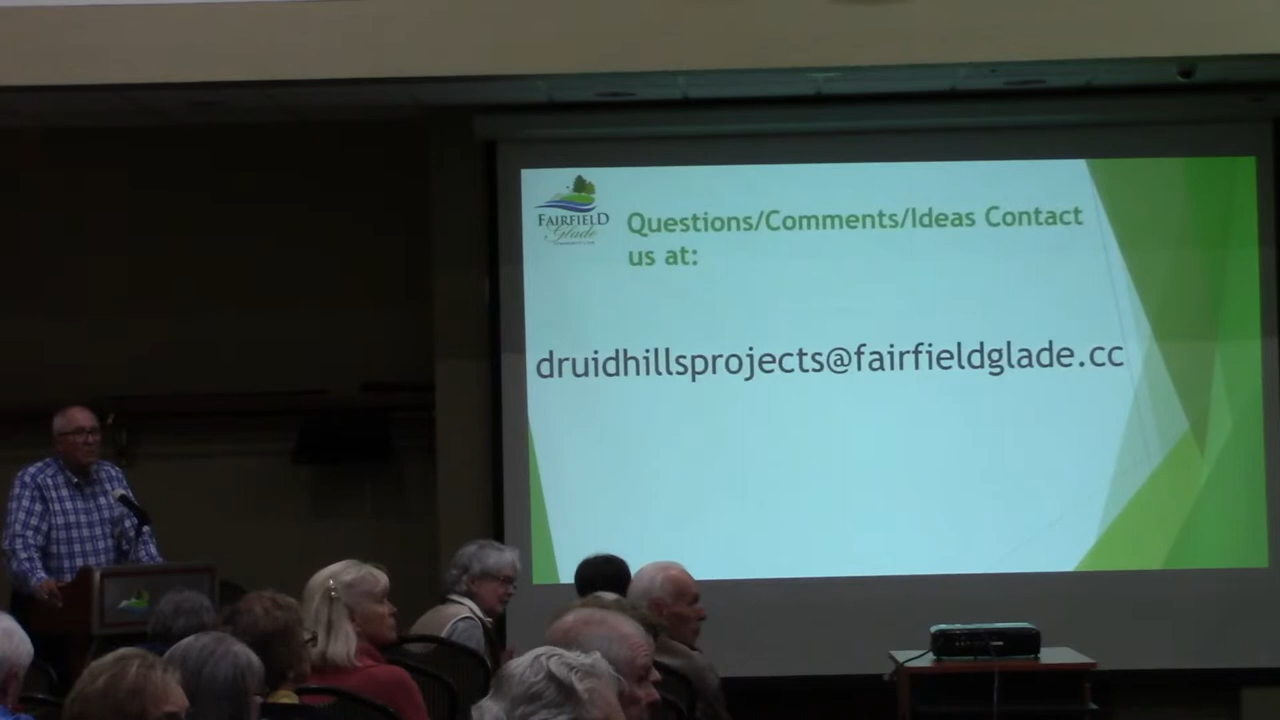 FAIRFIELD
Glade
Questions/Comments/Ideas Contact
us at:
druidhillsprojects@fairfieldglade.cc